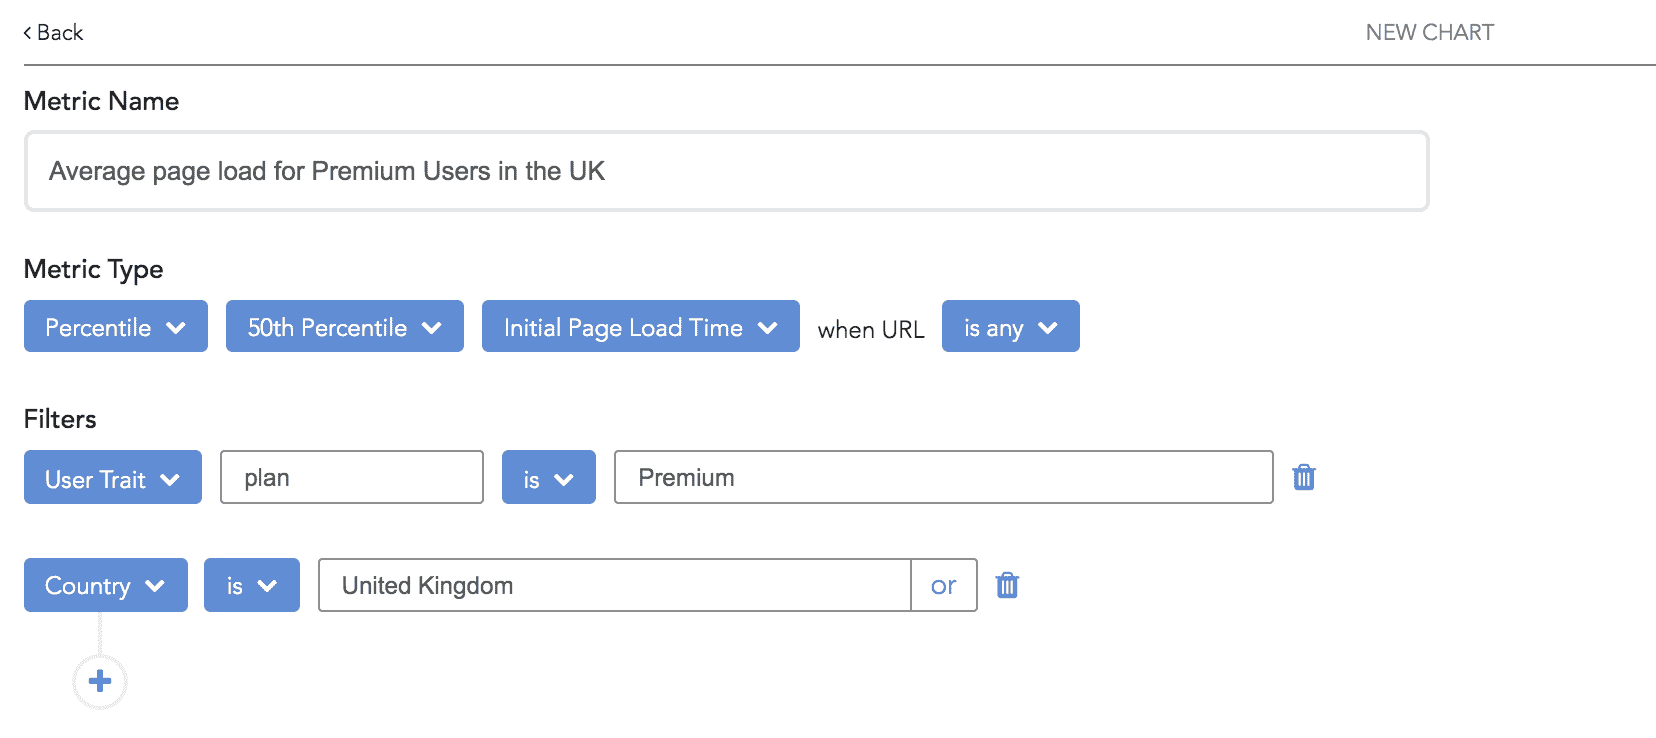 Back
NEW CHART
Metric Name
Average page load for Premium Users in the UK
Metric Type
Percentile 50th Percentile Initial Page Load Time when URL is any
Filters
User Trait plan is Premium
Country is United Kingdom or